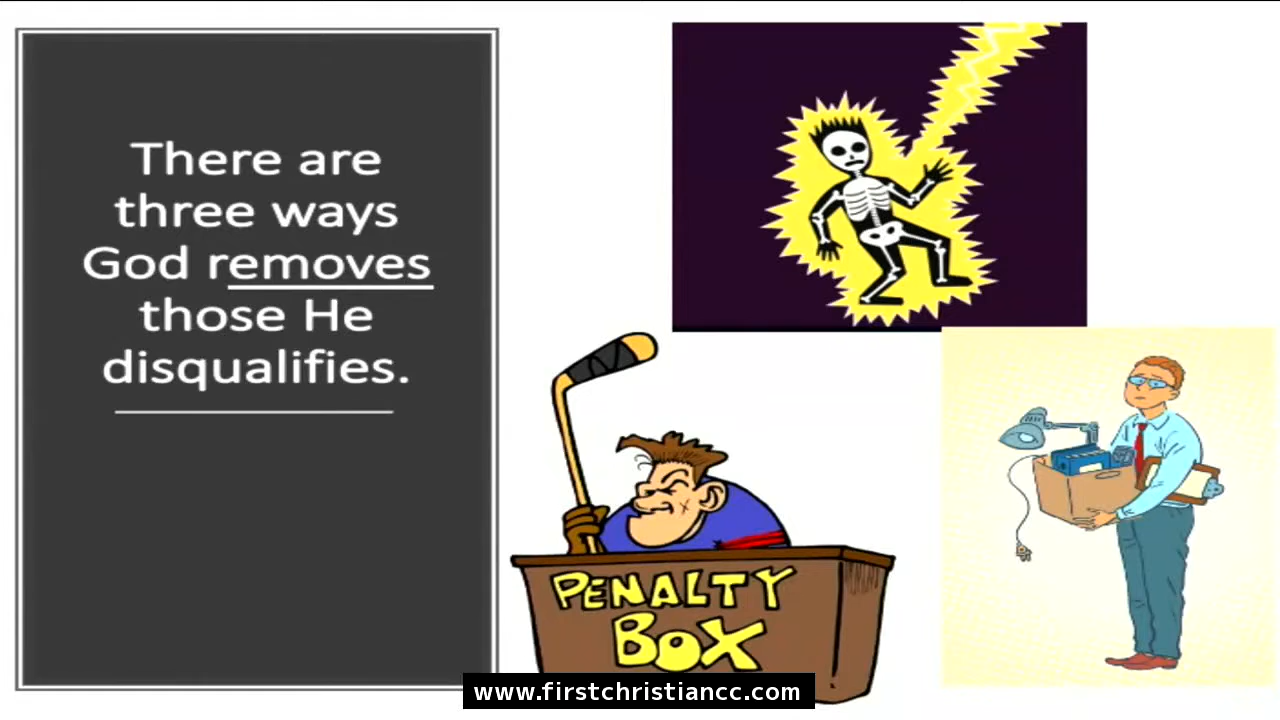 There are
three ways
God removes
those He
disqualifies.
PENALTY
BOX
www.firstchristiancc.com